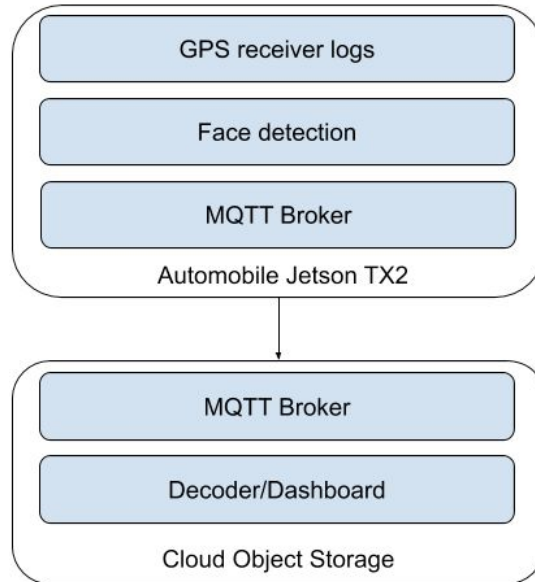 GPS receiver logs
Face detection
MQTT Broker
Automobile Jetson TX2
MQTT Broker
Decoder/Dashboard
Cloud Object Storage